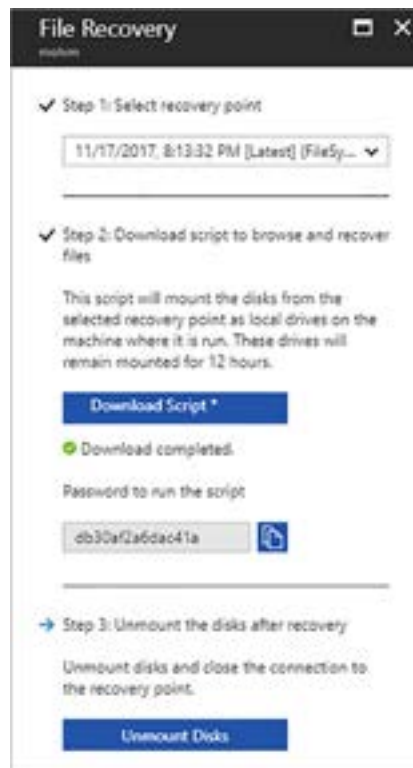 File Recovery
✔ Step 1: Select recovery point
11/17/2017, 8:13:32 PM [Latest] (FileSy...
✔ Step 2: Download script to browse and recover
files
This script will mount the disks from the
selected recovery point as local drives on the
machine where it is run. These drives will
remain mounted for 12 hours.
Download Script *
Download completed.
Password to run the script
db30af2a6dac41a
→ Step 3: Unmount the disks after recovery
Unmount disks and close the connection to
the recovery point.
Unmount Disks